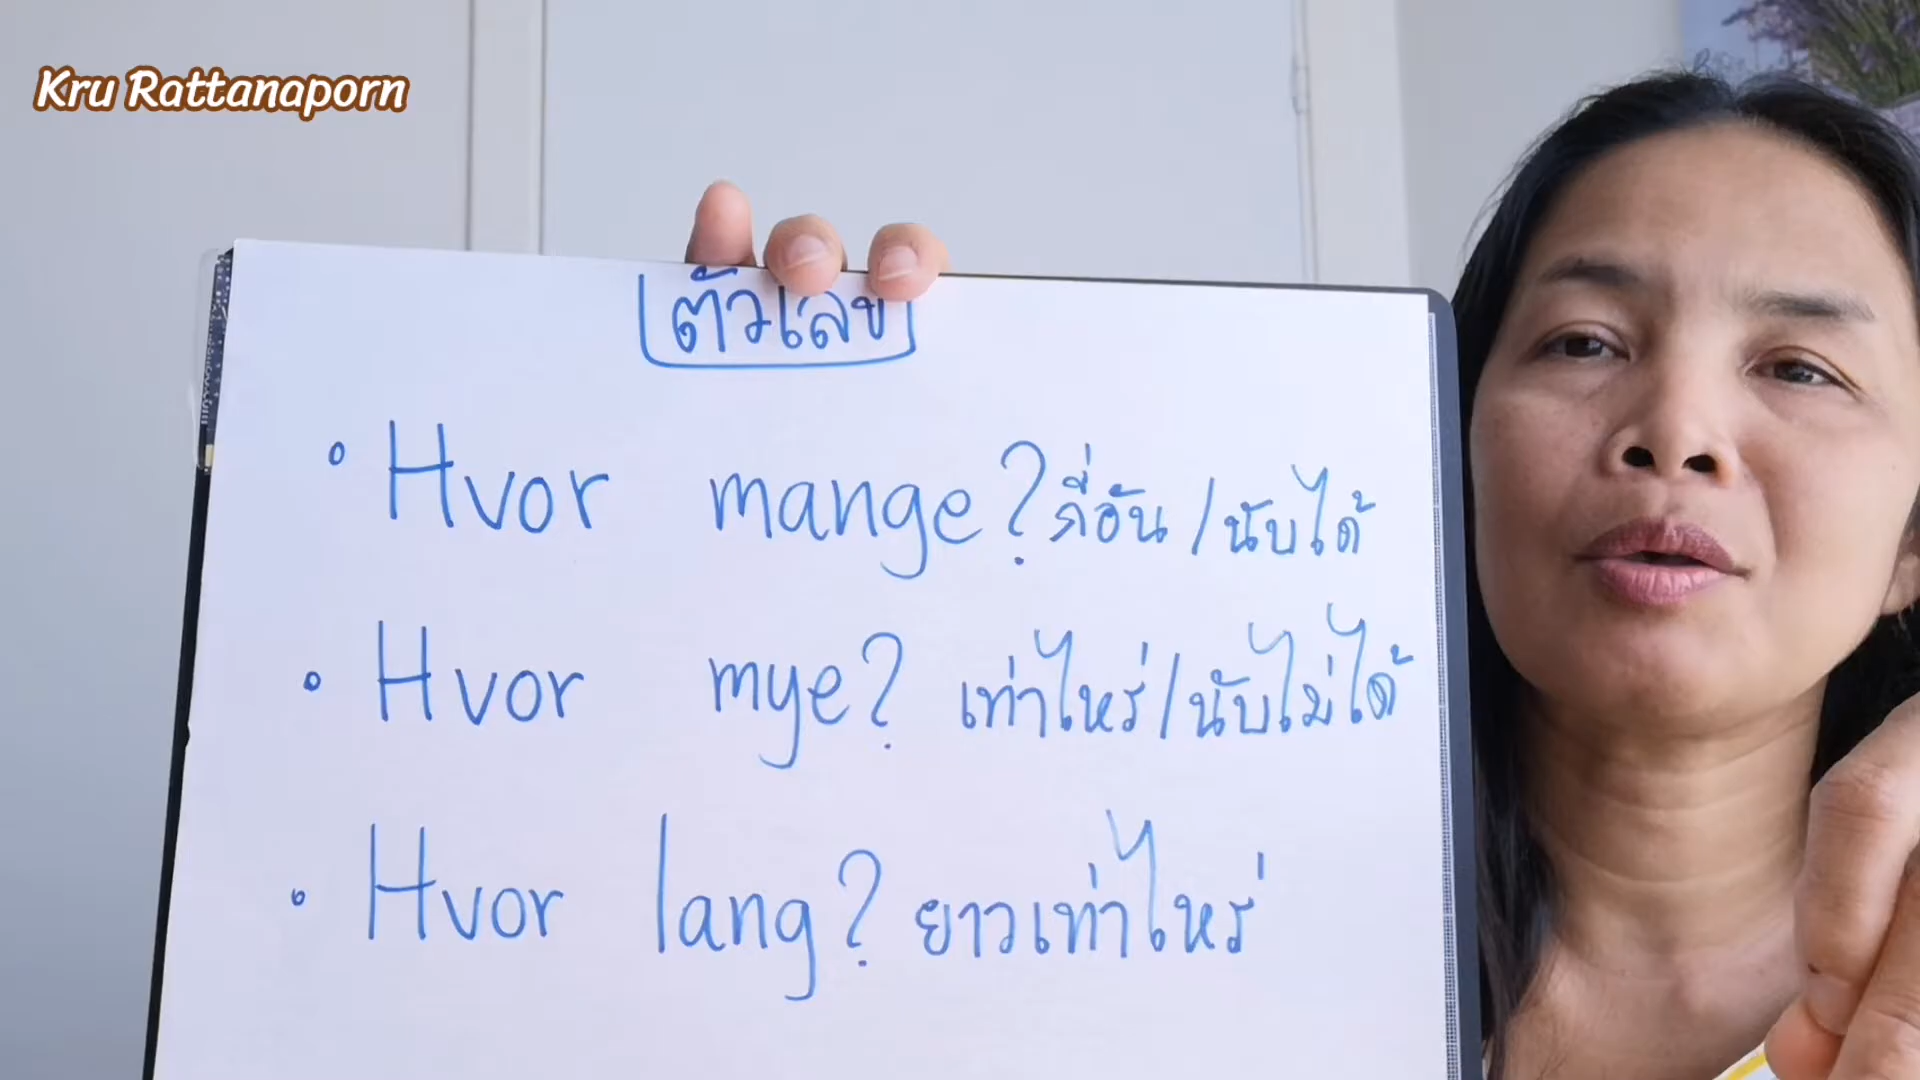 Kru Rattanaporn
ตัวเลข
• Hvor mange? กี่อัน / นับได้
• Hvor mye? เท่าไหร่ / นับไม่ได้
• Hvor lang? ยาวเท่าไหร่